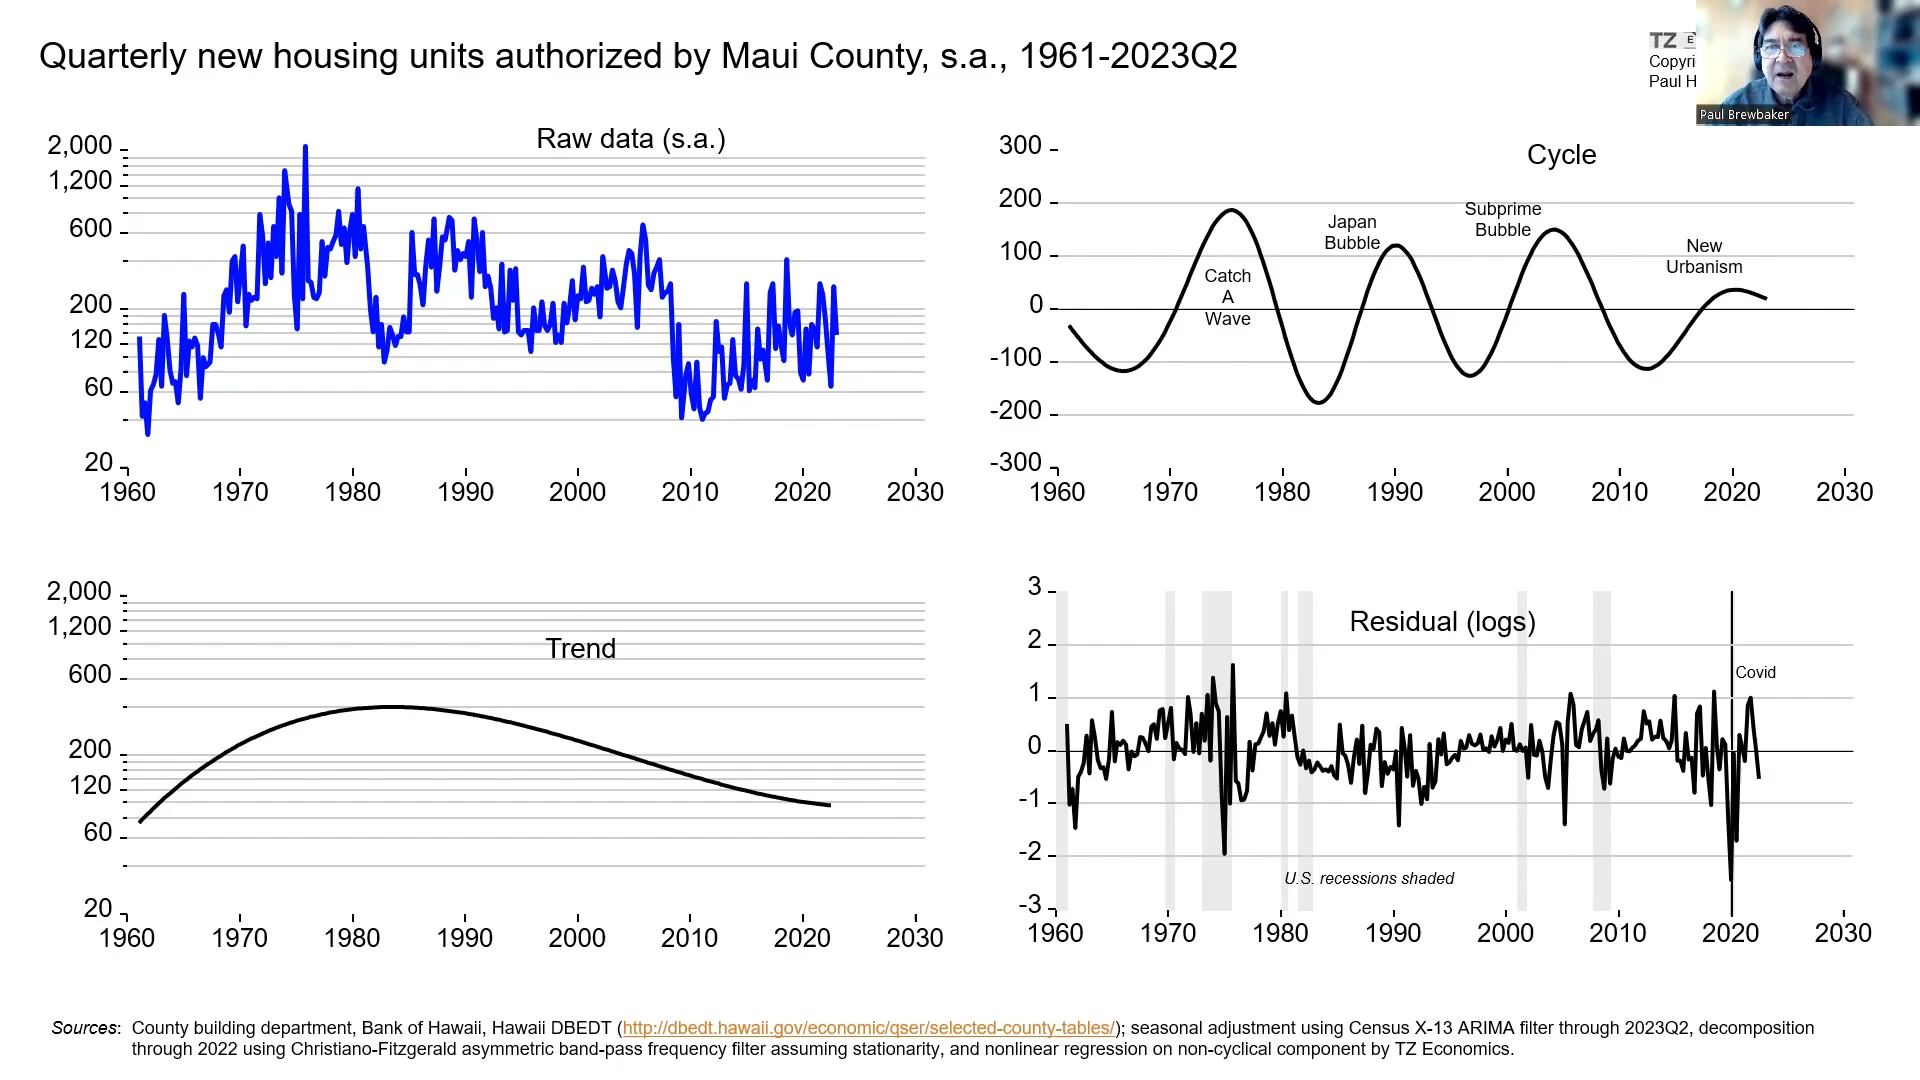 Quarterly new housing units authorized by Maui County, s.a., 1961-2023Q2
TZ E
Copyri
Paul H
Paul Brewbaker
Raw data (s.a.)
2,000
1,200
600
200
120
60
20
1960 1970 1980 1990 2000 2010 2020 2030
Cycle
300
200
100
0
-100
-200
-300
Catch
A
Wave
Japan
Bubble
Subprime
Bubble
New
Urbanism
1960 1970 1980 1990 2000 2010 2020 2030
Trend
2,000
1,200
600
200
120
60
20
1960 1970 1980 1990 2000 2010 2020 2030
Residual (logs)
3
2
1
0
-1
-2
-3
Covid
U.S. recessions shaded
1960 1970 1980 1990 2000 2010 2020 2030
Sources: County building department, Bank of Hawaii, Hawaii DBEDT (http://dbedt.hawaii.gov/economic/qser/selected-county-tables/); seasonal adjustment using Census X-13 ARIMA filter through 2023Q2, decomposition
through 2022 using Christiano-Fitzgerald asymmetric band-pass frequency filter assuming stationarity, and nonlinear regression on non-cyclical component by TZ Economics.